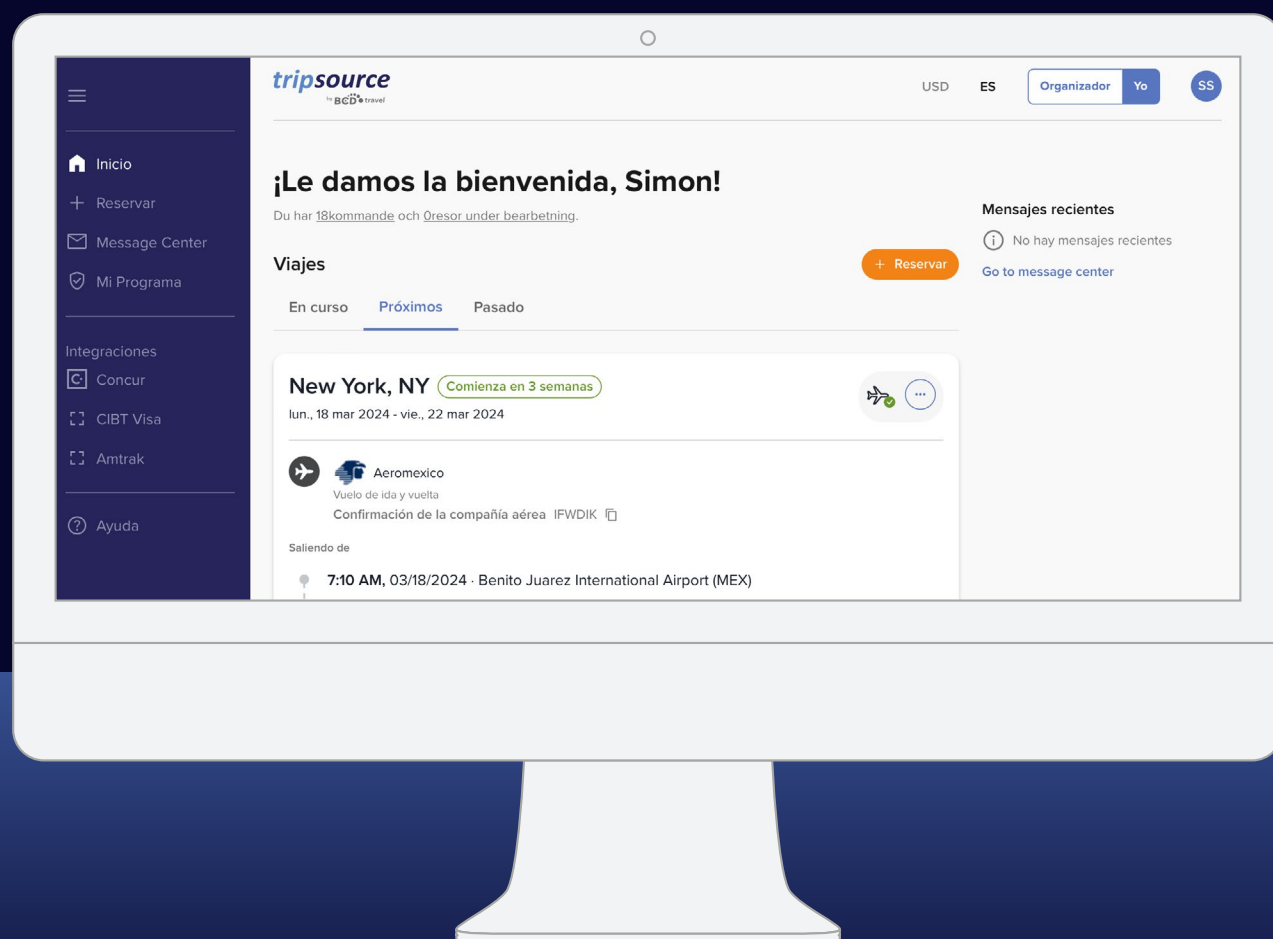 tripsource
by BCD travel
USD ES Organizador Yo SS
Inicio
Reservar
Message Center
Mi Programa
Integraciones
Concur
CIBT Visa
Amtrak
Ayuda
¡Le damos la bienvenida, Simon!
Du har 18kommande och 0resor under bearbetning.
Viajes
+ Reservar
En curso Próximos Pasado
New York, NY Comienza en 3 semanas
lun., 18 mar 2024 - vie., 22 mar 2024
Aeromexico
Vuelo de ida y vuelta
Confirmación de la compañía aérea IFWDIK
Saliendo de
7:10 AM, 03/18/2024 · Benito Juarez International Airport (MEX)
Mensajes recientes
No hay mensajes recientes
Go to message center